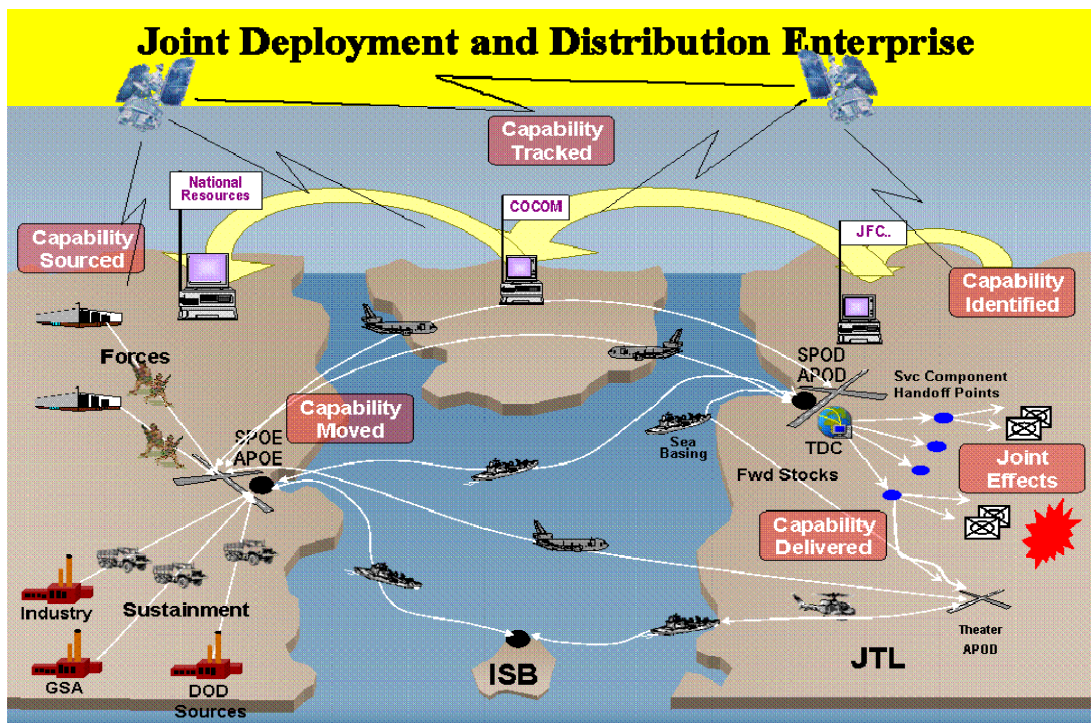 Joint Deployment and Distribution Enterprise
Capability
Tracked
National
Resources
COCOM
JFC..
Capability
Sourced
Capability
Identified
Forces
SPOD
APOD
Svc Component
Handoff Points
Capability
Moved
SPOE
APOE
Sea
Basing
TDC
Fwd Stocks
Joint
Effects
Capability
Delivered
Industry
Sustainment
GSA
DOD
Sources
ISB
JTL
Theater
APOD